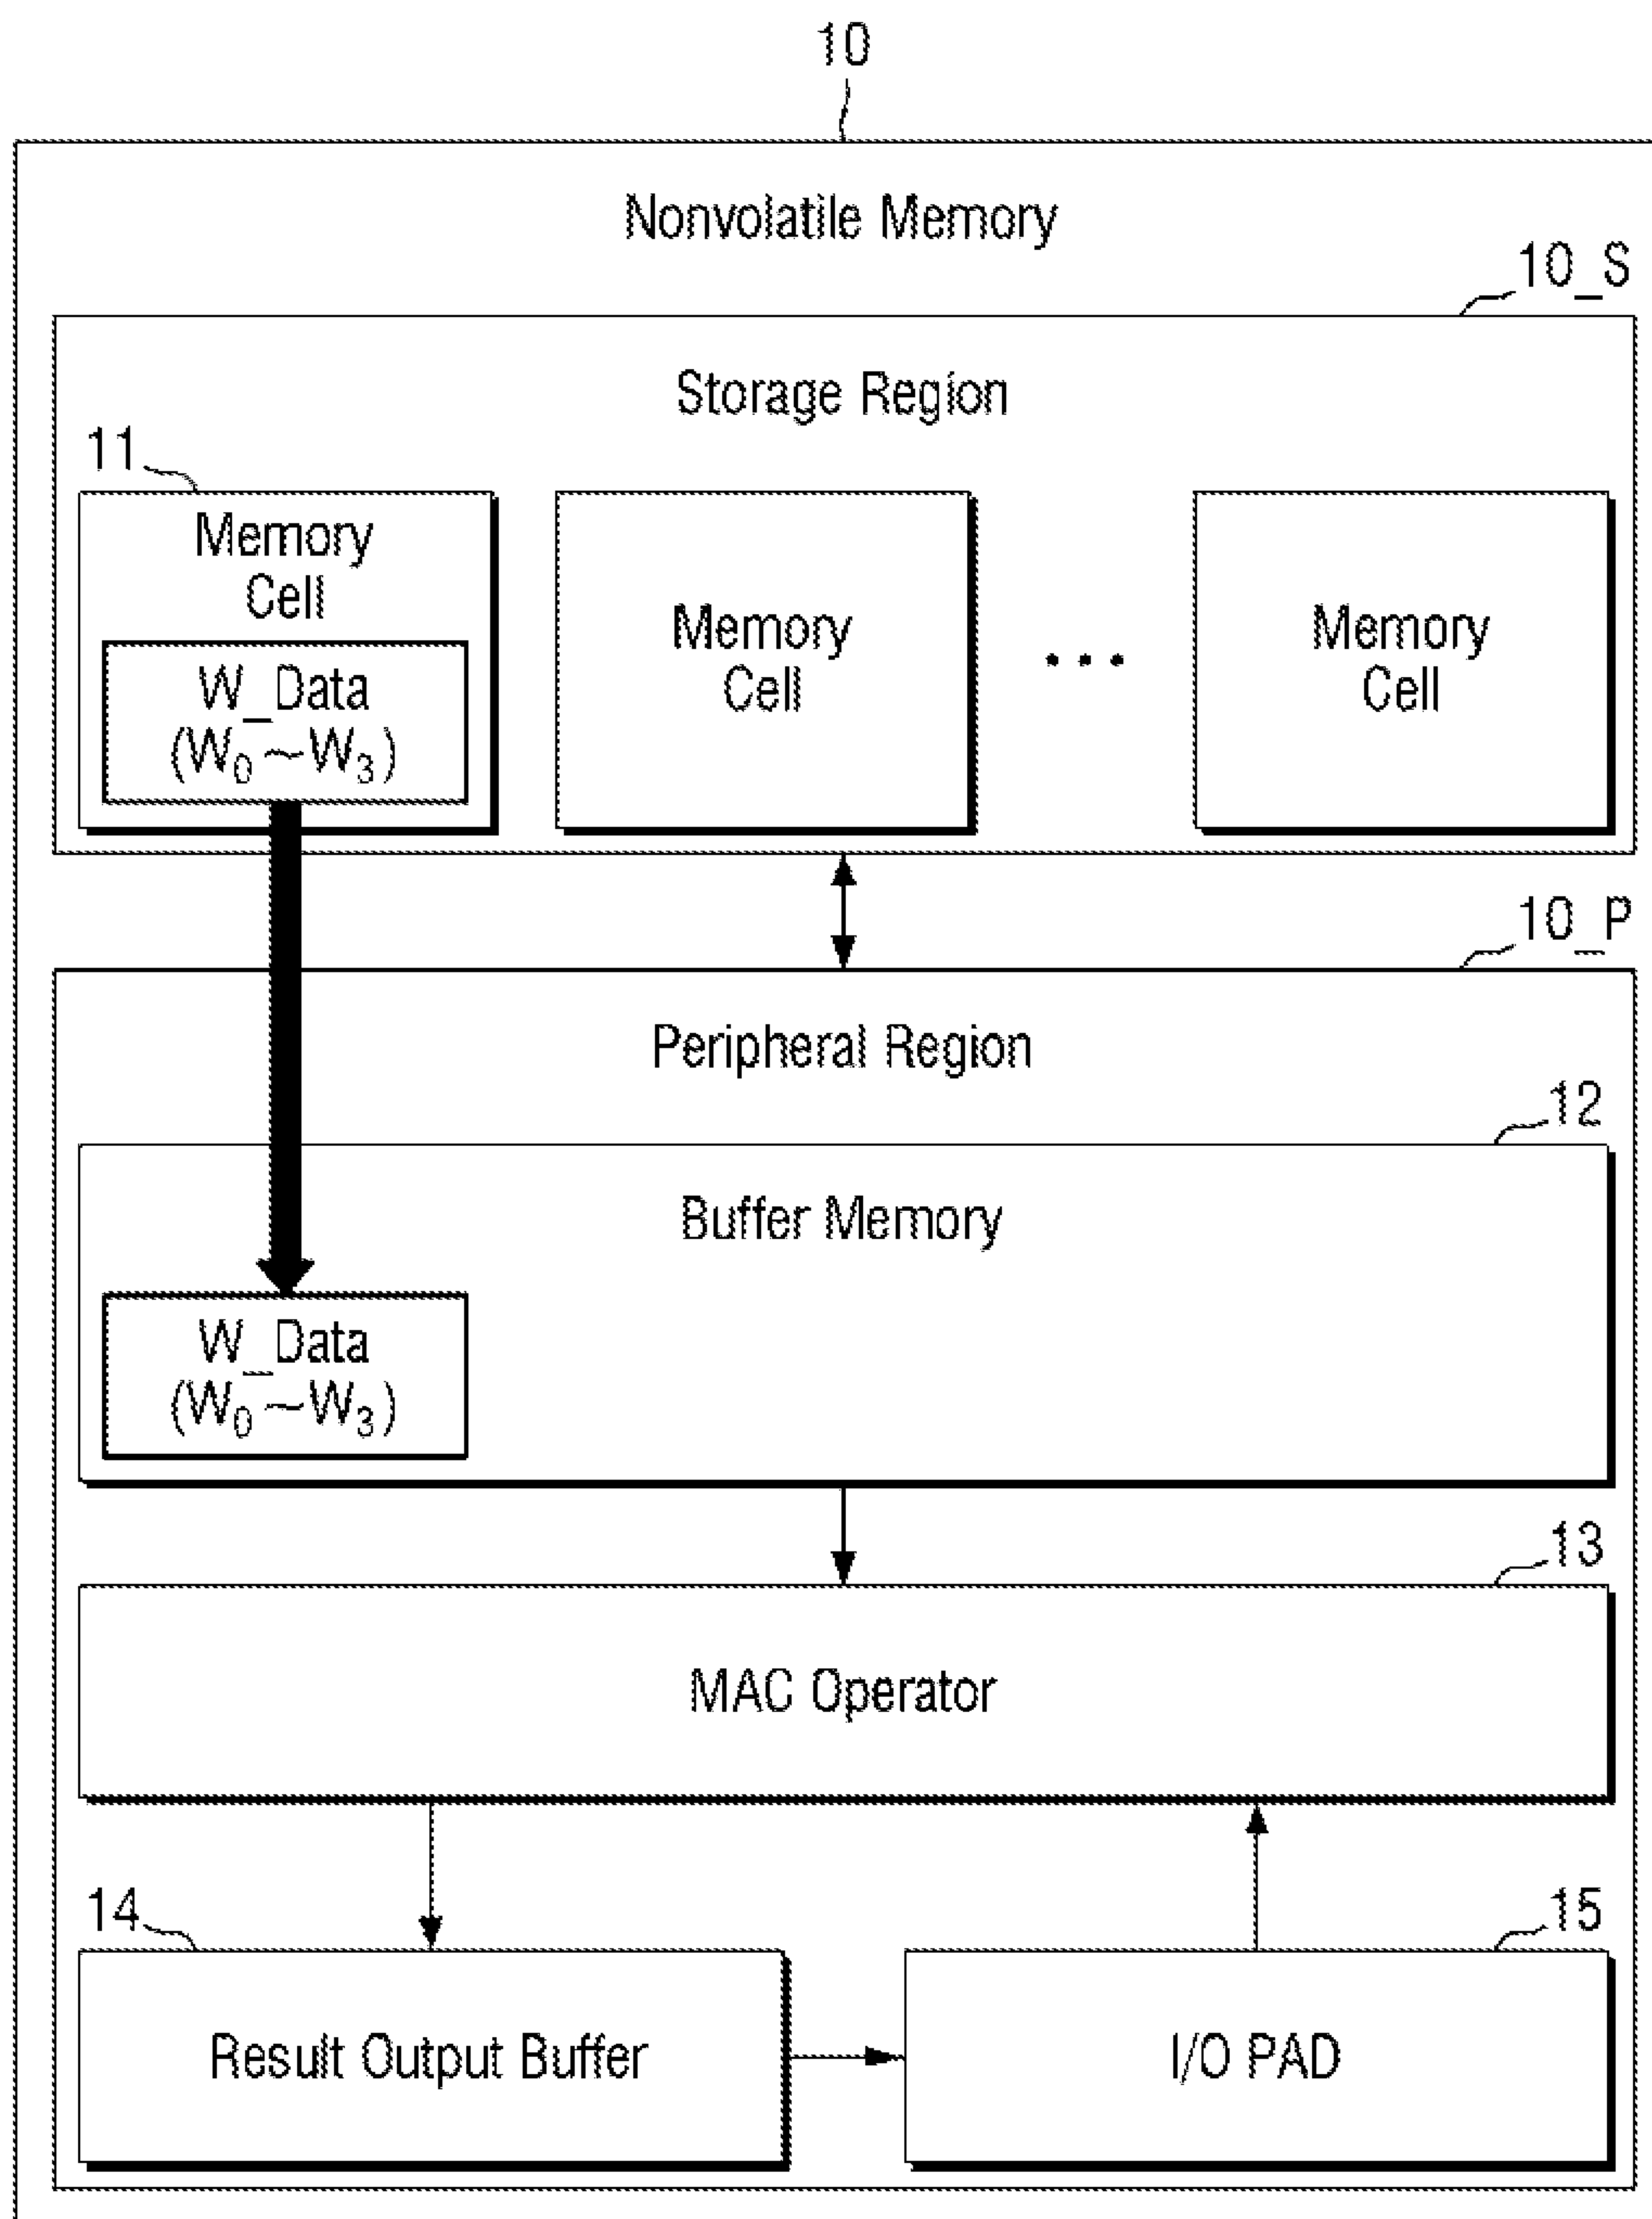 10
Nonvolatile Memory
10_S
Storage Region
11
Memory
Cell
W_Data
(W₀~W₃)
Memory
Cell
...
Memory
Cell
10_P
Peripheral Region
12
Buffer Memory
W_Data
(W₀~W₃)
13
MAC Operator
14
Result Output Buffer
15
I/O PAD